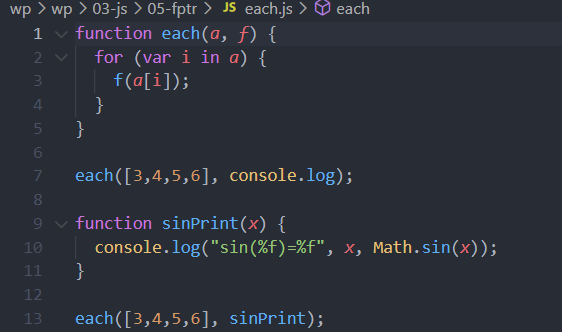 wp > wp > 03-js > 05-fptr > JS each.js > each
1 function each(a, f) {
2 for (var i in a) {
3 f(a[i]);
4 }
5 }
6
7 each([3,4,5,6], console.log);
8
9 function sinPrint(x) {
10 console.log("sin(%f)=%f", x, Math.sin(x));
11 }
12
13 each([3,4,5,6], sinPrint);